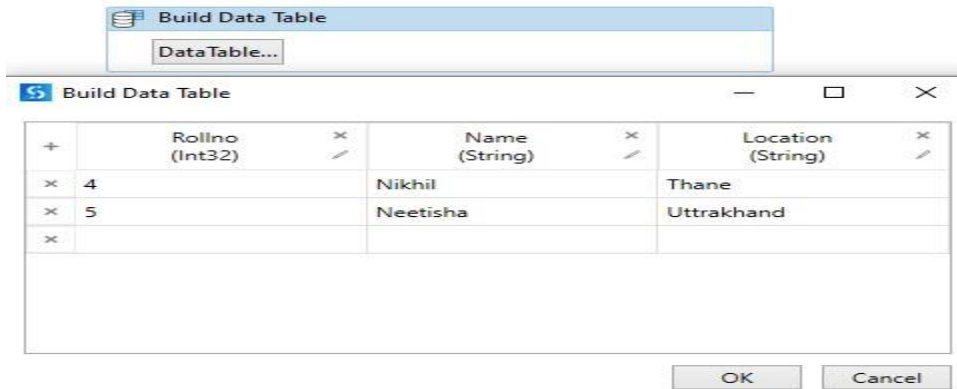 Build Data Table
DataTable...
Build Data Table
Rollno Name Location
(Int32) (String) (String)
4 Nikhil Thane
5 Neetisha Uttrakhand
OK Cancel